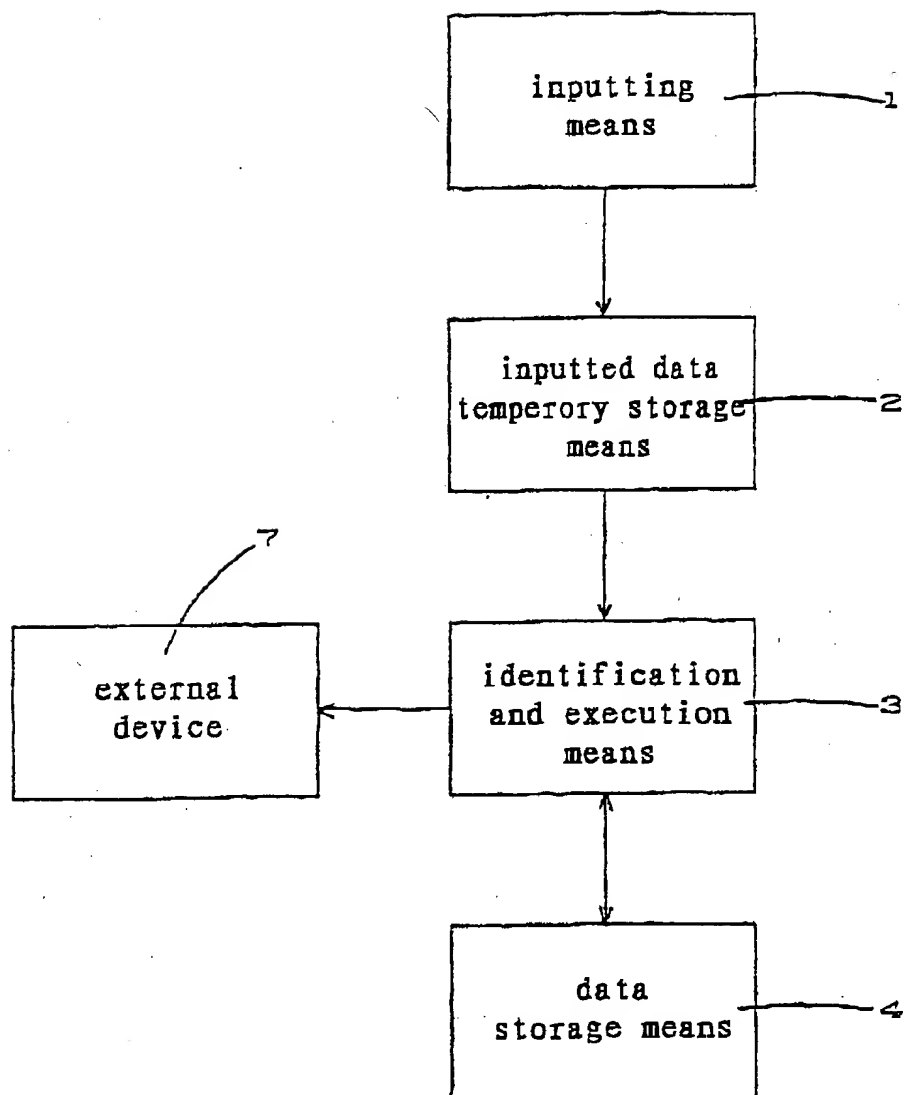 inputting
means
1
inputted data
temperory storage
means
2
7
external
device
identification
and execution
means
3
data
storage means
4